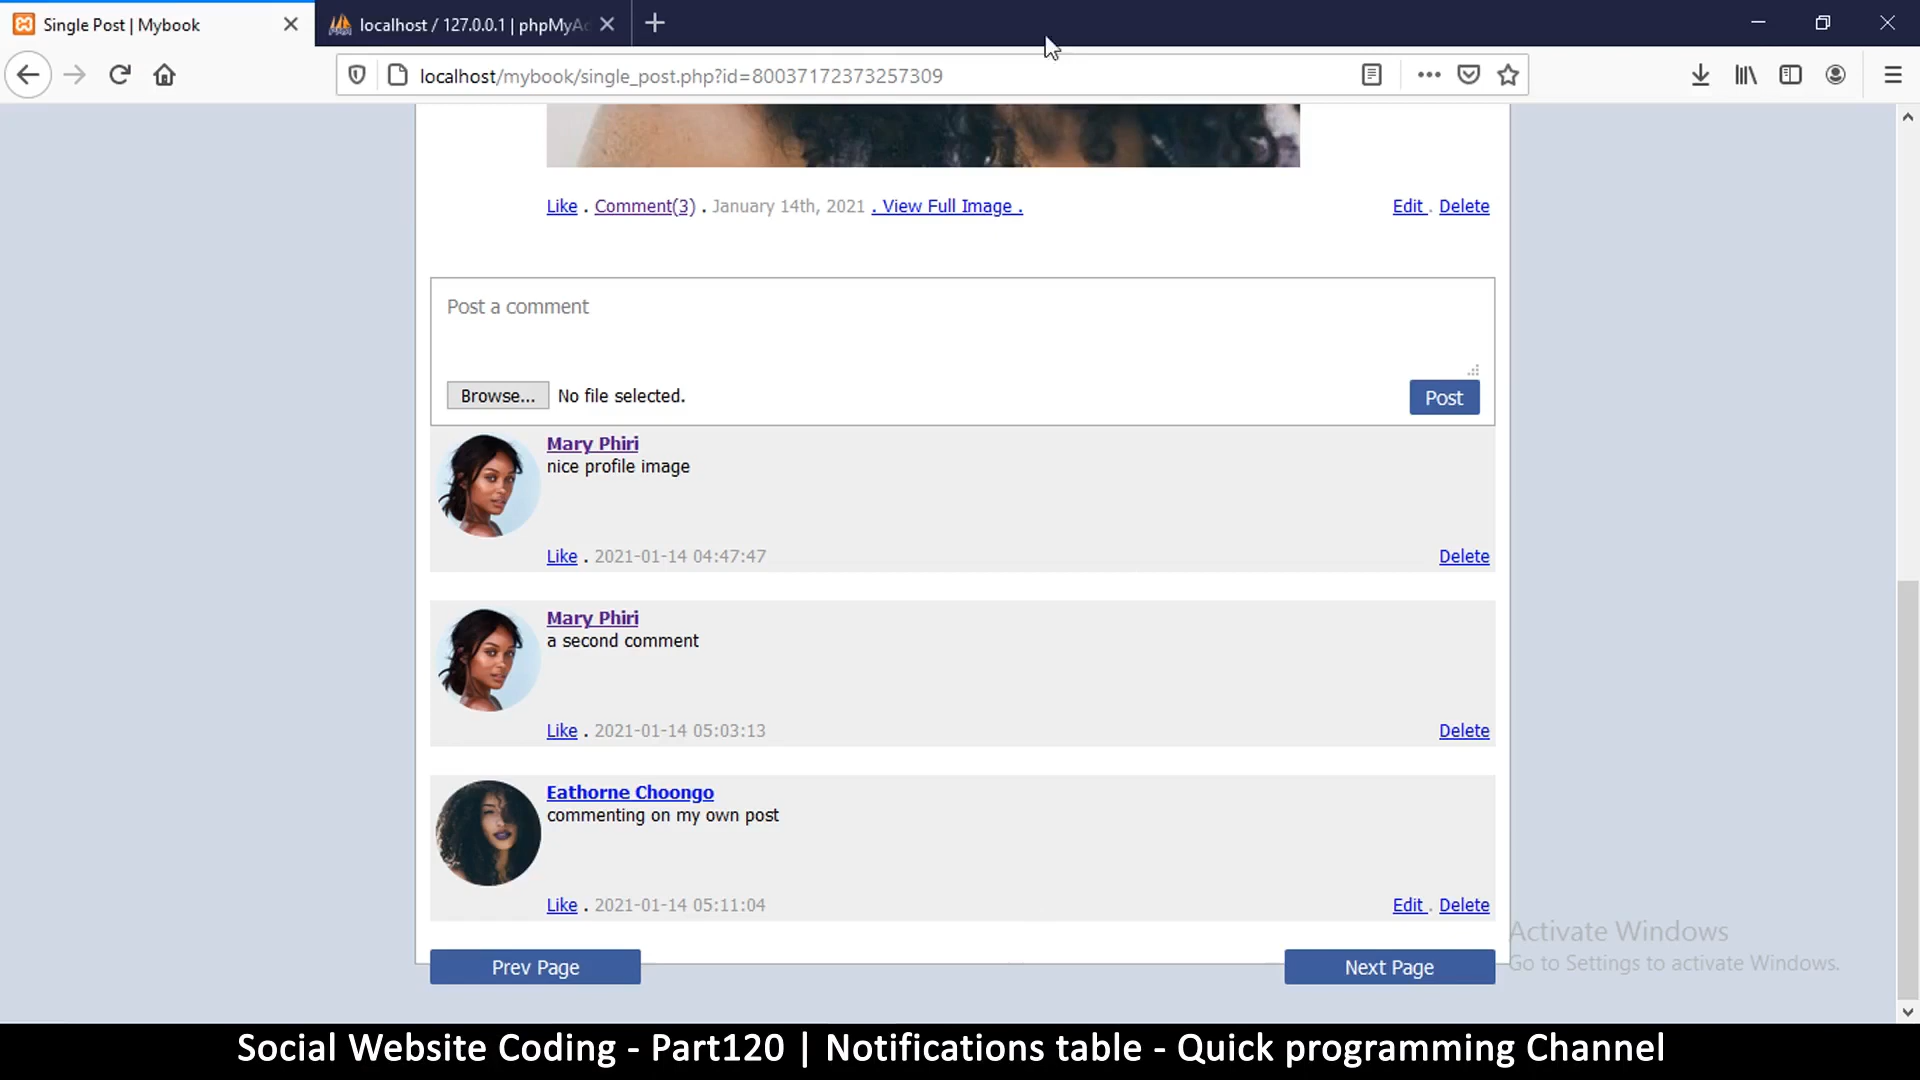 Single Post | Mybook
localhost / 127.0.0.1 | phpMyAd
localhost/mybook/single_post.php?id=80037172373257309
Like . Comment(3) . January 14th, 2021 . View Full Image .
Edit . Delete
Post a comment
Browse... No file selected.
Post
Mary Phiri
nice profile image
Like . 2021-01-14 04:47:47
Delete
Mary Phiri
a second comment
Like . 2021-01-14 05:03:13
Delete
Eathorne Choongo
commenting on my own post
Like . 2021-01-14 05:11:04
Edit . Delete
Prev Page
Next Page
Activate Windows
Go to Settings to activate Windows.
Social Website Coding - Part120 | Notifications table - Quick programming Channel